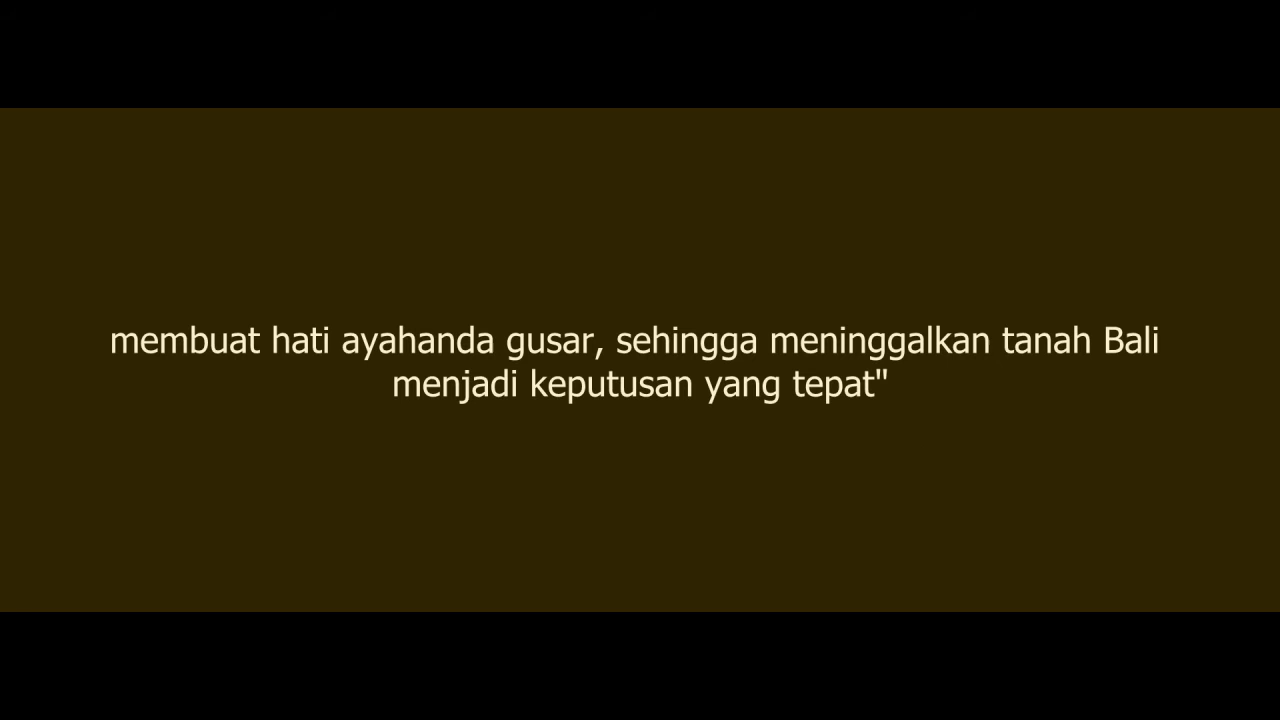 membuat hati ayahanda gusar, sehingga meninggalkan tanah Bali
menjadi keputusan yang tepat"